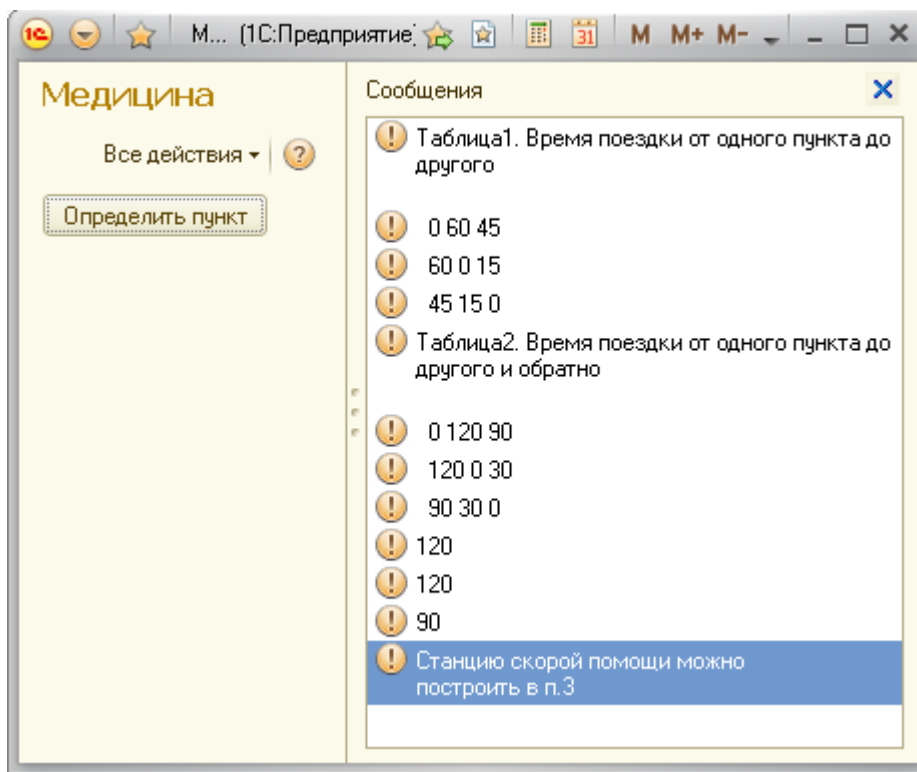 1С М... (1С:Предприятие) 31 M M+ M-
Медицина
Все действия ?
Определить пункт
Сообщения
Таблица1. Время поездки от одного пункта до
другого
0 60 45
60 0 15
45 15 0
Таблица2. Время поездки от одного пункта до
другого и обратно
0 120 90
120 0 30
90 30 0
120
120
90
Станцию скорой помощи можно
построить в п.3